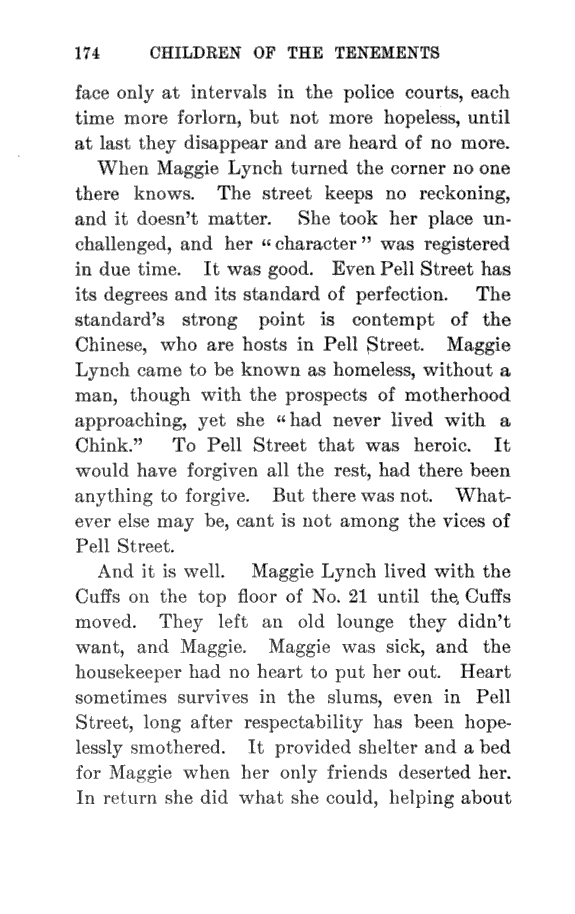 174 CHILDREN OF THE TENEMENTS
face only at intervals in the police courts, each
time more forlorn, but not more hopeless, until
at last they disappear and are heard of no more.
When Maggie Lynch turned the corner no one
there knows. The street keeps no reckoning,
and it doesn't matter. She took her place un-
challenged, and her “character” was registered
in due time. It was good. Even Pell Street has
its degrees and its standard of perfection. The
standard's strong point is contempt of the
Chinese, who are hosts in Pell Street. Maggie
Lynch came to be known as homeless, without a
man, though with the prospects of motherhood
approaching, yet she “had never lived with a
Chink.” To Pell Street that was heroic. It
would have forgiven all the rest, had there been
anything to forgive. But there was not. What-
ever else may be, cant is not among the vices of
Pell Street.
And it is well. Maggie Lynch lived with the
Cuffs on the top floor of No. 21 until the Cuffs
moved. They left an old lounge they didn't
want, and Maggie. Maggie was sick, and the
housekeeper had no heart to put her out. Heart
sometimes survives in the slums, even in Pell
Street, long after respectability has been hope-
lessly smothered. It provided shelter and a bed
for Maggie when her only friends deserted her.
In return she did what she could, helping about